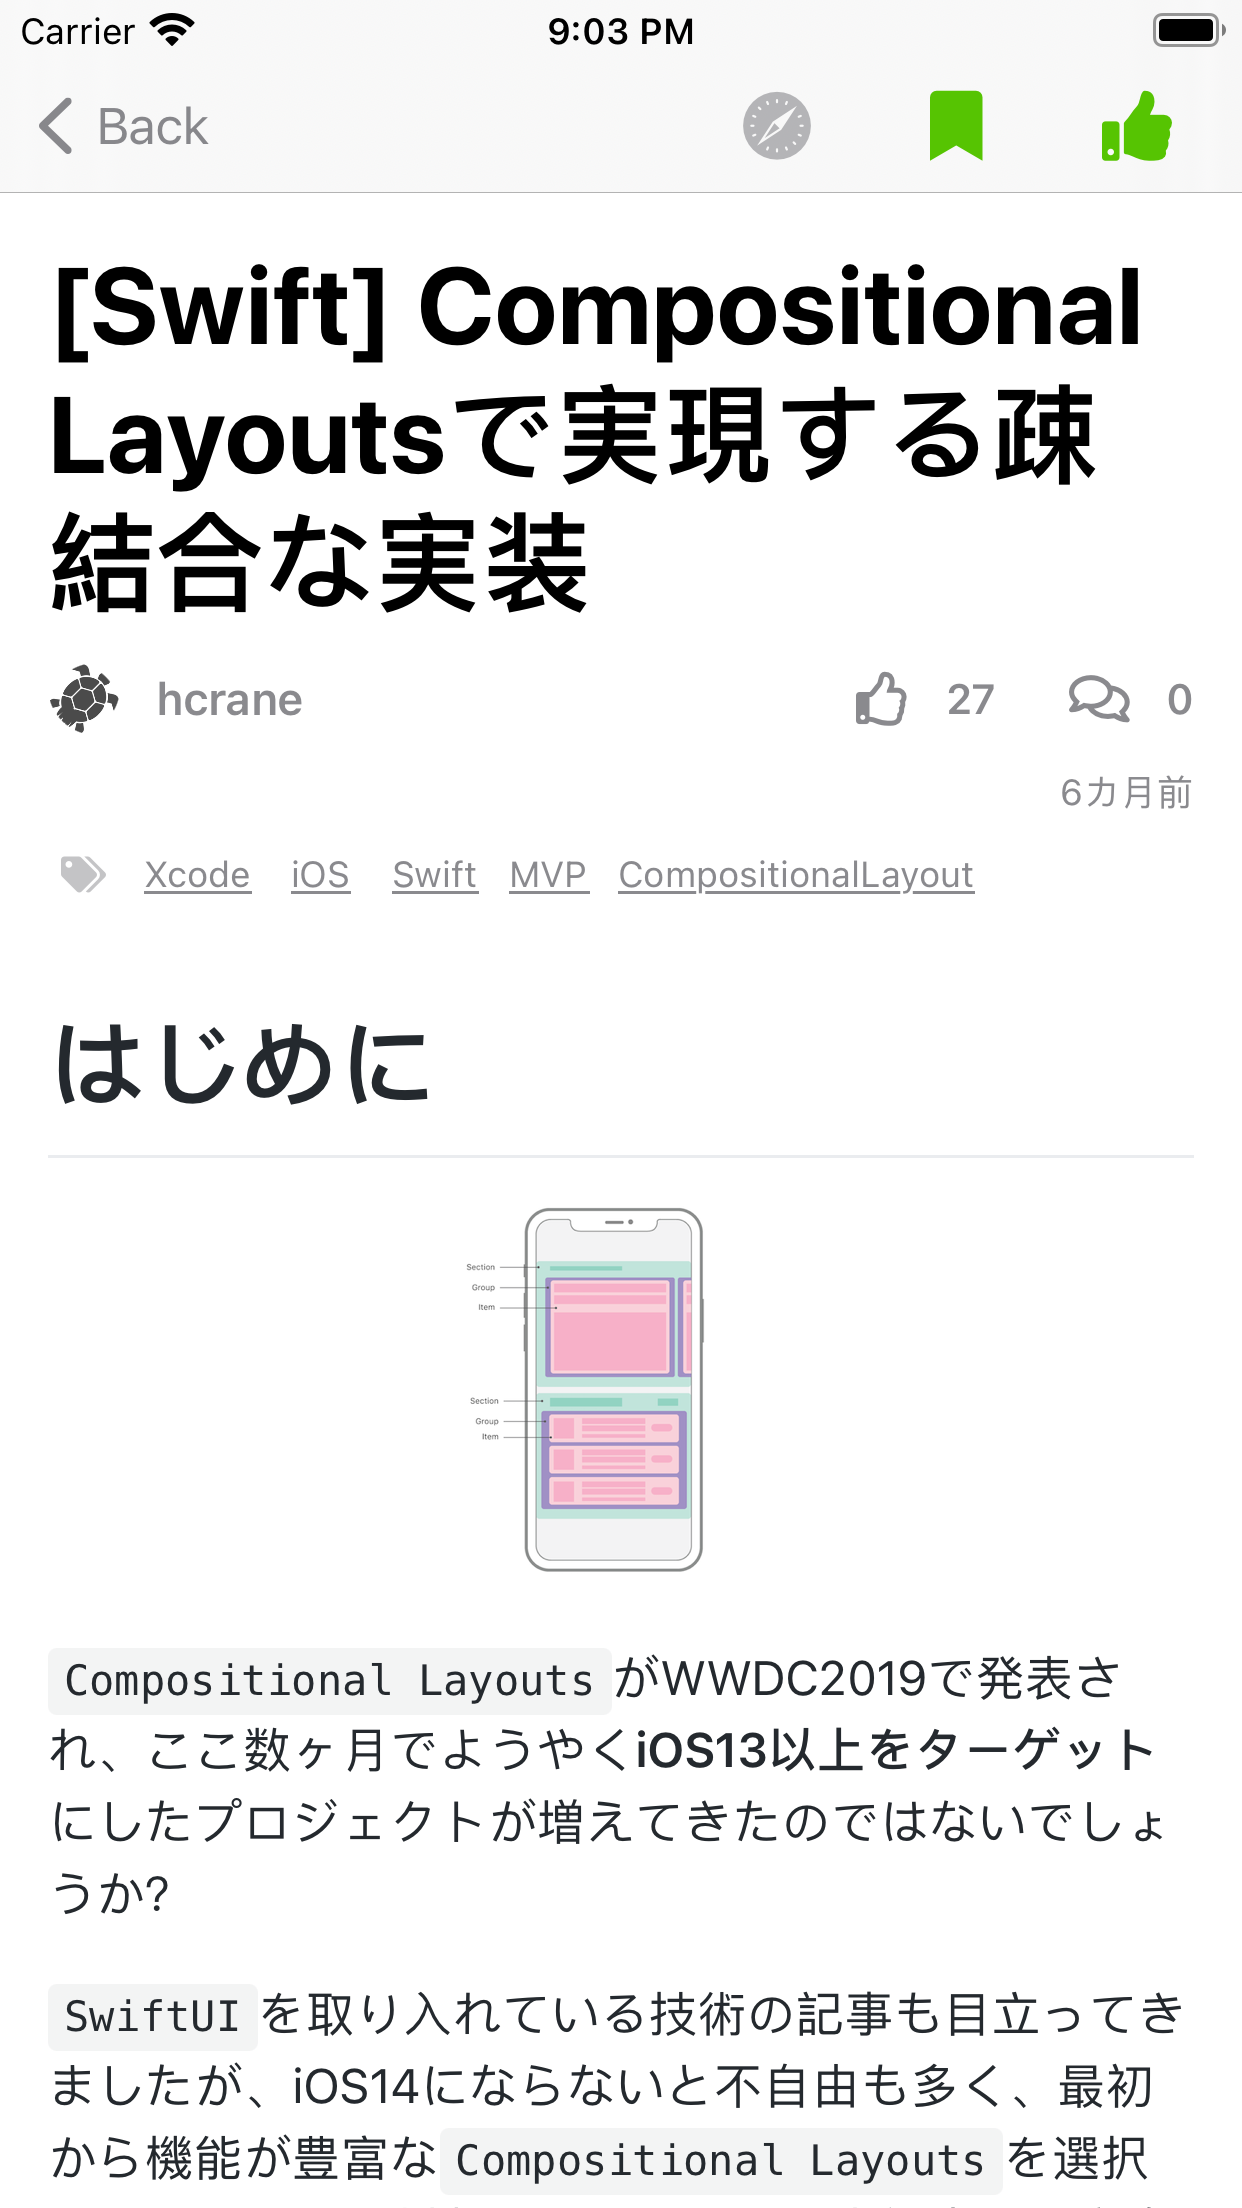 Carrier 9:03 PM
Back
[Swift] Compositional
Layoutsで実現する疎
結合な実装
hcrane 27 0
6カ月前
Xcode iOS Swift MVP CompositionalLayout
はじめに
Section
Group
Item
Section
Group
Item
Compositional LayoutsがWWDC2019で発表さ
れ、ここ数ヶ月でようやくiOS13以上をターゲット
にしたプロジェクトが増えてきたのではないでしょ
うか?
SwiftUIを取り入れている技術の記事も目立ってき
ましたが、iOS14にならないと不自由も多く、最初
から機能が豊富なCompositional Layoutsを選択